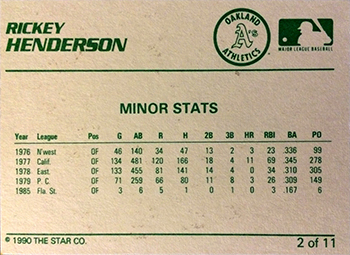 RICKEY
HENDERSON
OAKLAND
A's
ATHLETICS
MAJOR LEAGUE BASEBALL
MINOR STATS
Year League Pos G AB R H 2B 3B HR RBI BA PO
1976 N'west OF 46 140 34 47 13 2 3 23 .336 99
1977 Calif. OF 134 481 120 166 18 4 11 69 .345 278
1978 East. OF 133 455 81 141 14 4 0 34 .310 305
1979 P. C. OF 71 259 66 80 11 8 3 26 .309 149
1985 Fla. St. OF 3 6 5 1 0 1 0 3 .167 6
© 1990 THE STAR CO. 2 of 11